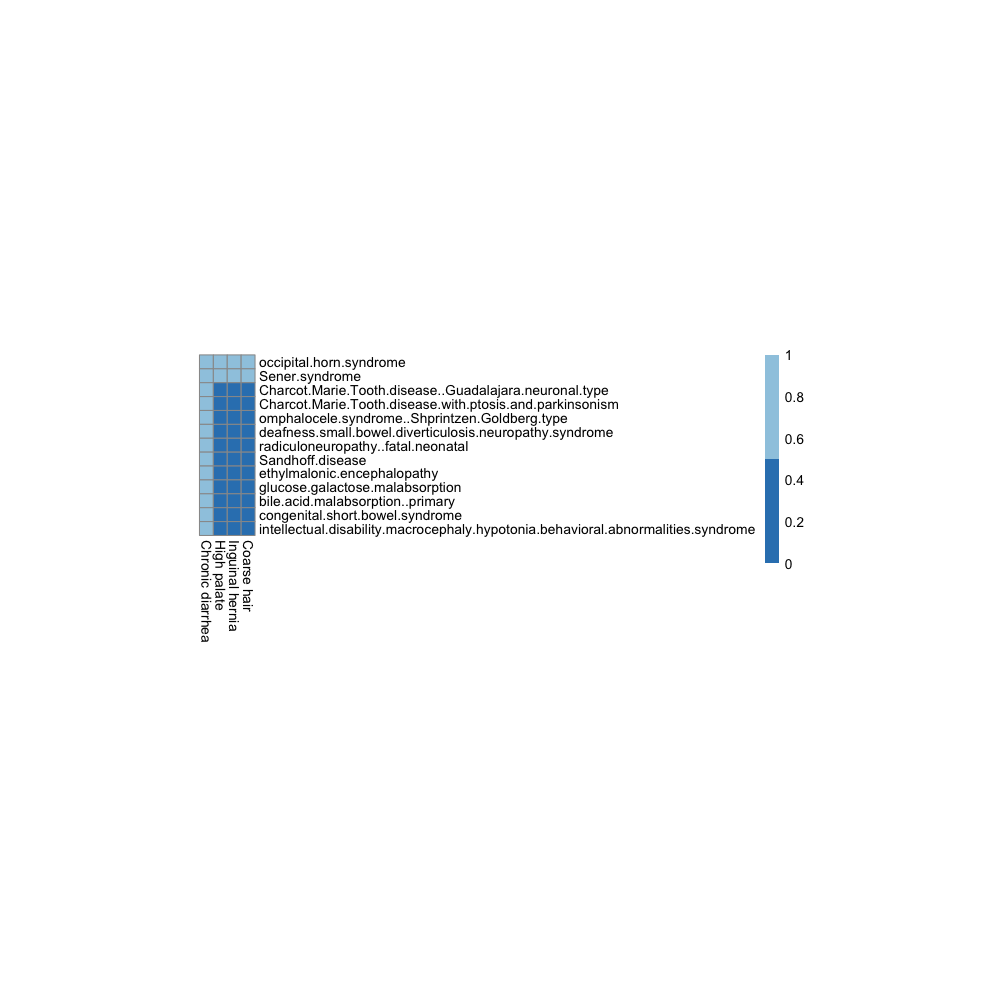 occipital.horn.syndrome
Sener.syndrome
Charcot.Marie.Tooth.disease..Guadalajara.neuronal.type
Charcot.Marie.Tooth.disease.with.ptosis.and.parkinsonism
omphalocele.syndrome..Shprintzen.Goldberg.type
deafness.small.bowel.diverticulosis.neuropathy.syndrome
radiculoneuropathy..fatal.neonatal
Sandhoff.disease
ethylmalonic.encephalopathy
glucose.galactose.malabsorption
bile.acid.malabsorption..primary
congenital.short.bowel.syndrome
intellectual.disability.macrocephaly.hypotonia.behavioral.abnormalities.syndrome
Chronic diarrhea
High palate
Inguinal hernia
Coarse hair
1
0.8
0.6
0.4
0.2
0